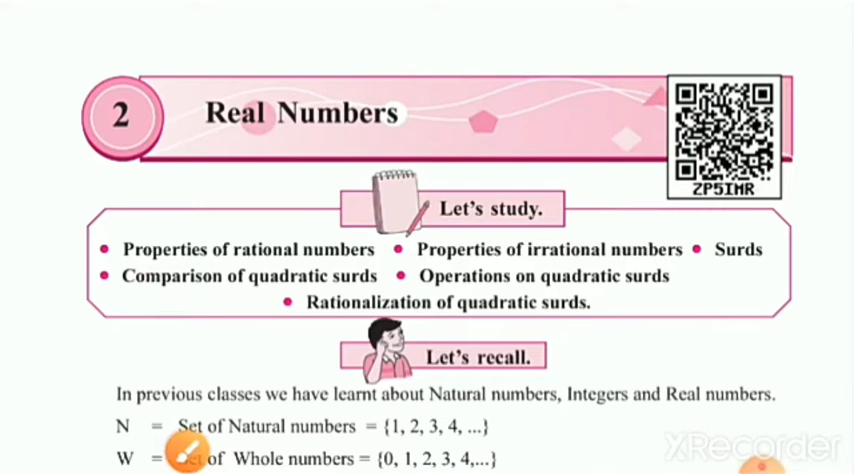 2
Real Numbers
ZP5IMR
Let's study.
• Properties of rational numbers • Properties of irrational numbers • Surds
• Comparison of quadratic surds • Operations on quadratic surds
• Rationalization of quadratic surds.
Let's recall.
In previous classes we have learnt about Natural numbers, Integers and Real numbers.
N = Set of Natural numbers = {1, 2, 3, 4, ...}
W = of Whole numbers = {0, 1, 2, 3, 4,...}
XRecorder